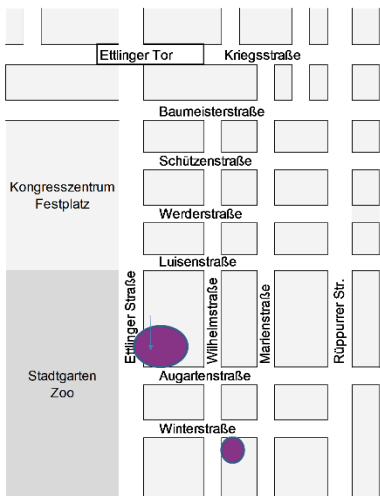 Ettlinger Tor
Kriegsstraße
Baumeisterstraße
Schützenstraße
Kongresszentrum
Festplatz
Werderstraße
Luisenstraße
Ettlinger Straße
Wilhelmstraße
Marienstraße
Rüppurrer Str.
Stadtgarten
Zoo
Augartenstraße
Winterstraße